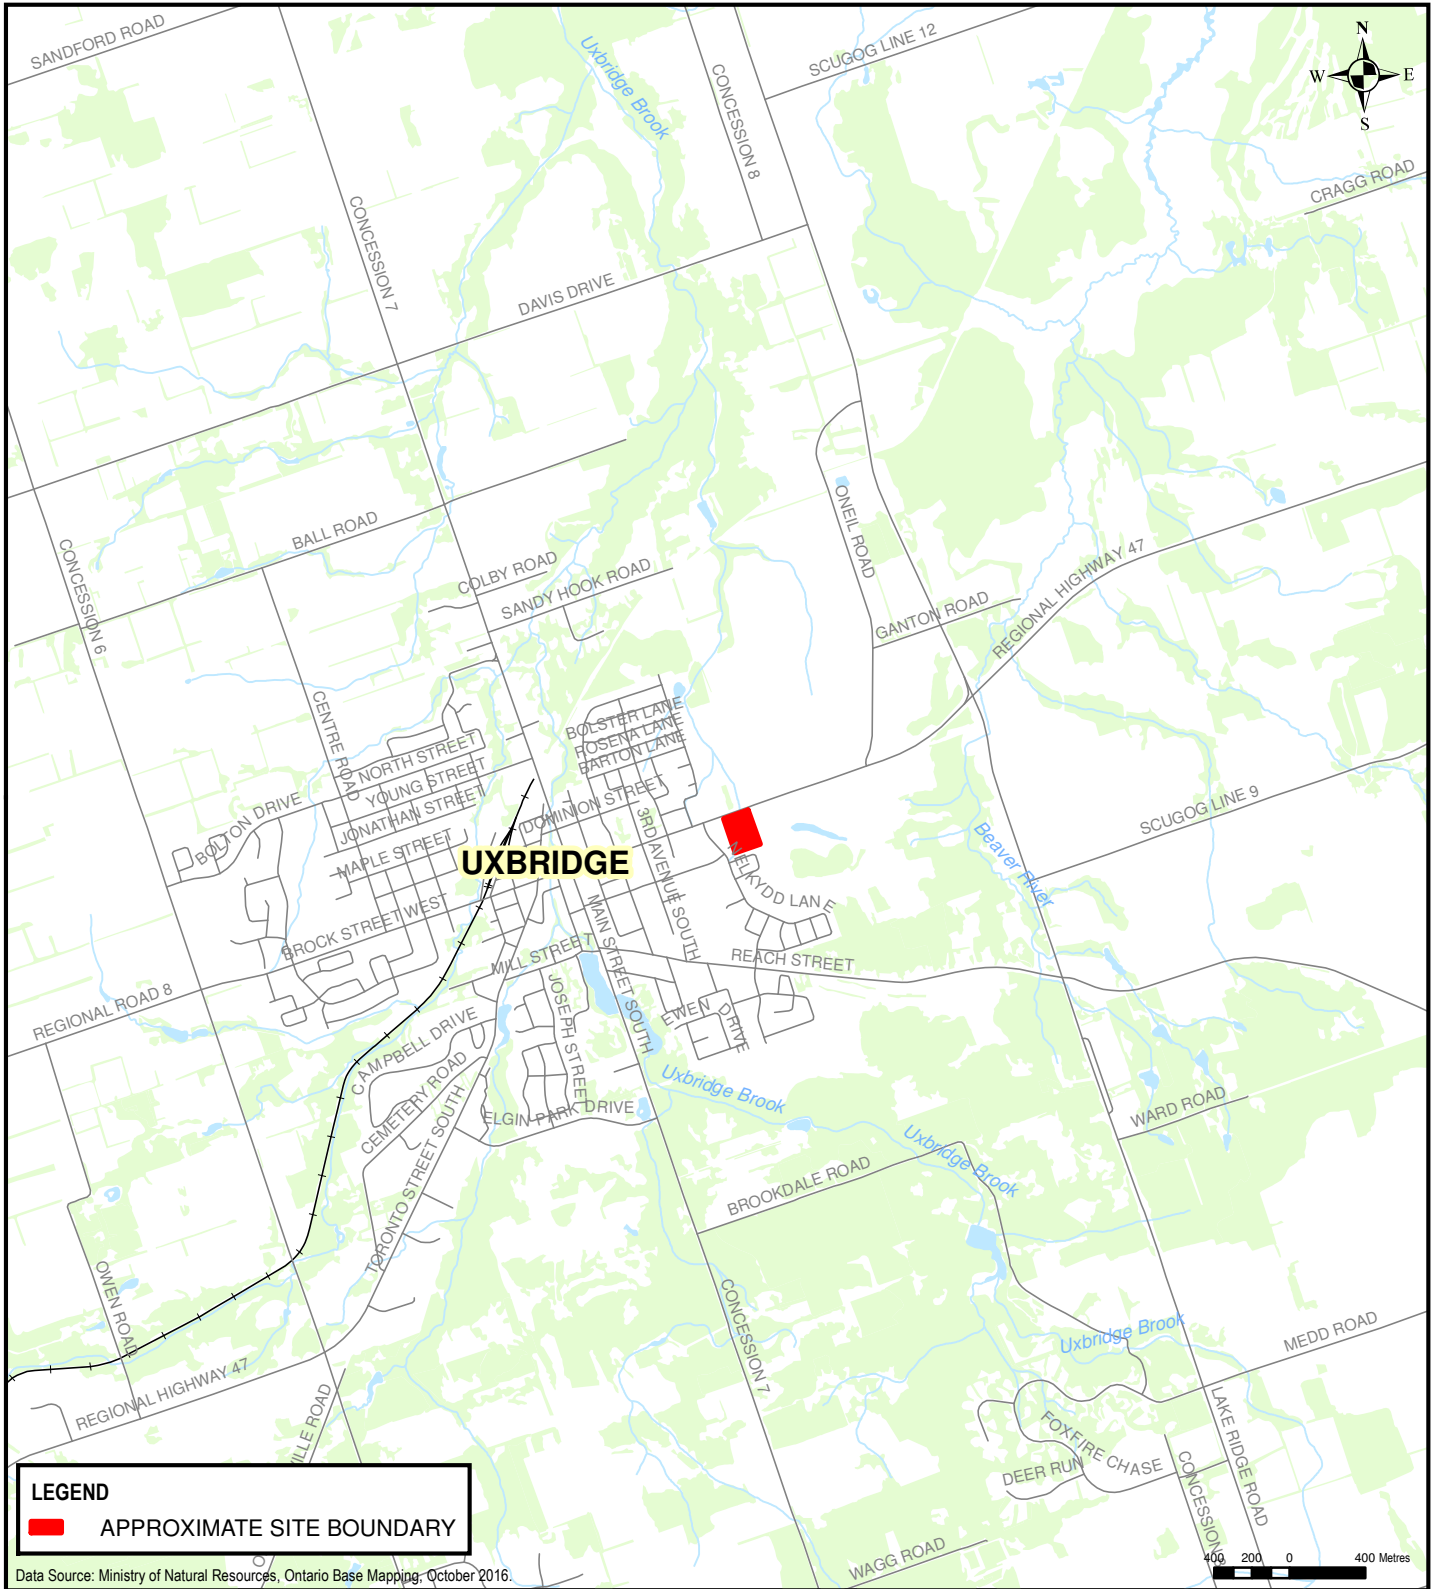 SANDFORD ROAD
Uxbridge Brook
SCUGOG LINE 12
N
W
E
S
CONCESSION 8
CRAGG ROAD
CONCESSION 7
DAVIS DRIVE
ONEIL ROAD
BALL ROAD
CONCESSION 6
COLBY ROAD
SANDY HOOK ROAD
GANTON ROAD
REGIONAL HIGHWAY 47
CENTRE ROAD
BOLSTER LANE
ROSENA LANE
BARTON LANE
NORTH STREET
YOUNG STREET
JONATHAN STREET
MAPLE STREET
BOLTON DRIVE
DOMINION STREET
3RD AVENUE SOUTH
SCUGOG LINE 9
UXBRIDGE
NELKYDD LANE
Beaver River
BROCK STREET WEST
MAIN STREET SOUTH
MILL STREET
REACH STREET
REGIONAL ROAD 8
JOSEPH STREET
EWEN DRIVE
CAMPBELL DRIVE
CEMETERY ROAD
Uxbridge Brook
ELGIN PARK DRIVE
WARD ROAD
Uxbridge Brook
TORONTO STREET SOUTH
BROOKDALE ROAD
OWEN ROAD
CONCESSION 7
Uxbridge Brook
MEDD ROAD
REGIONAL HIGHWAY 47
VILLE ROAD
LAKE RIDGE ROAD
FOXFIRE CHASE
DEER RUN
CONCESSION 8
WAGG ROAD
LEGEND
APPROXIMATE SITE BOUNDARY
O
400 200 0 400 Metres
Data Source: Ministry of Natural Resources, Ontario Base Mapping, October 2016.